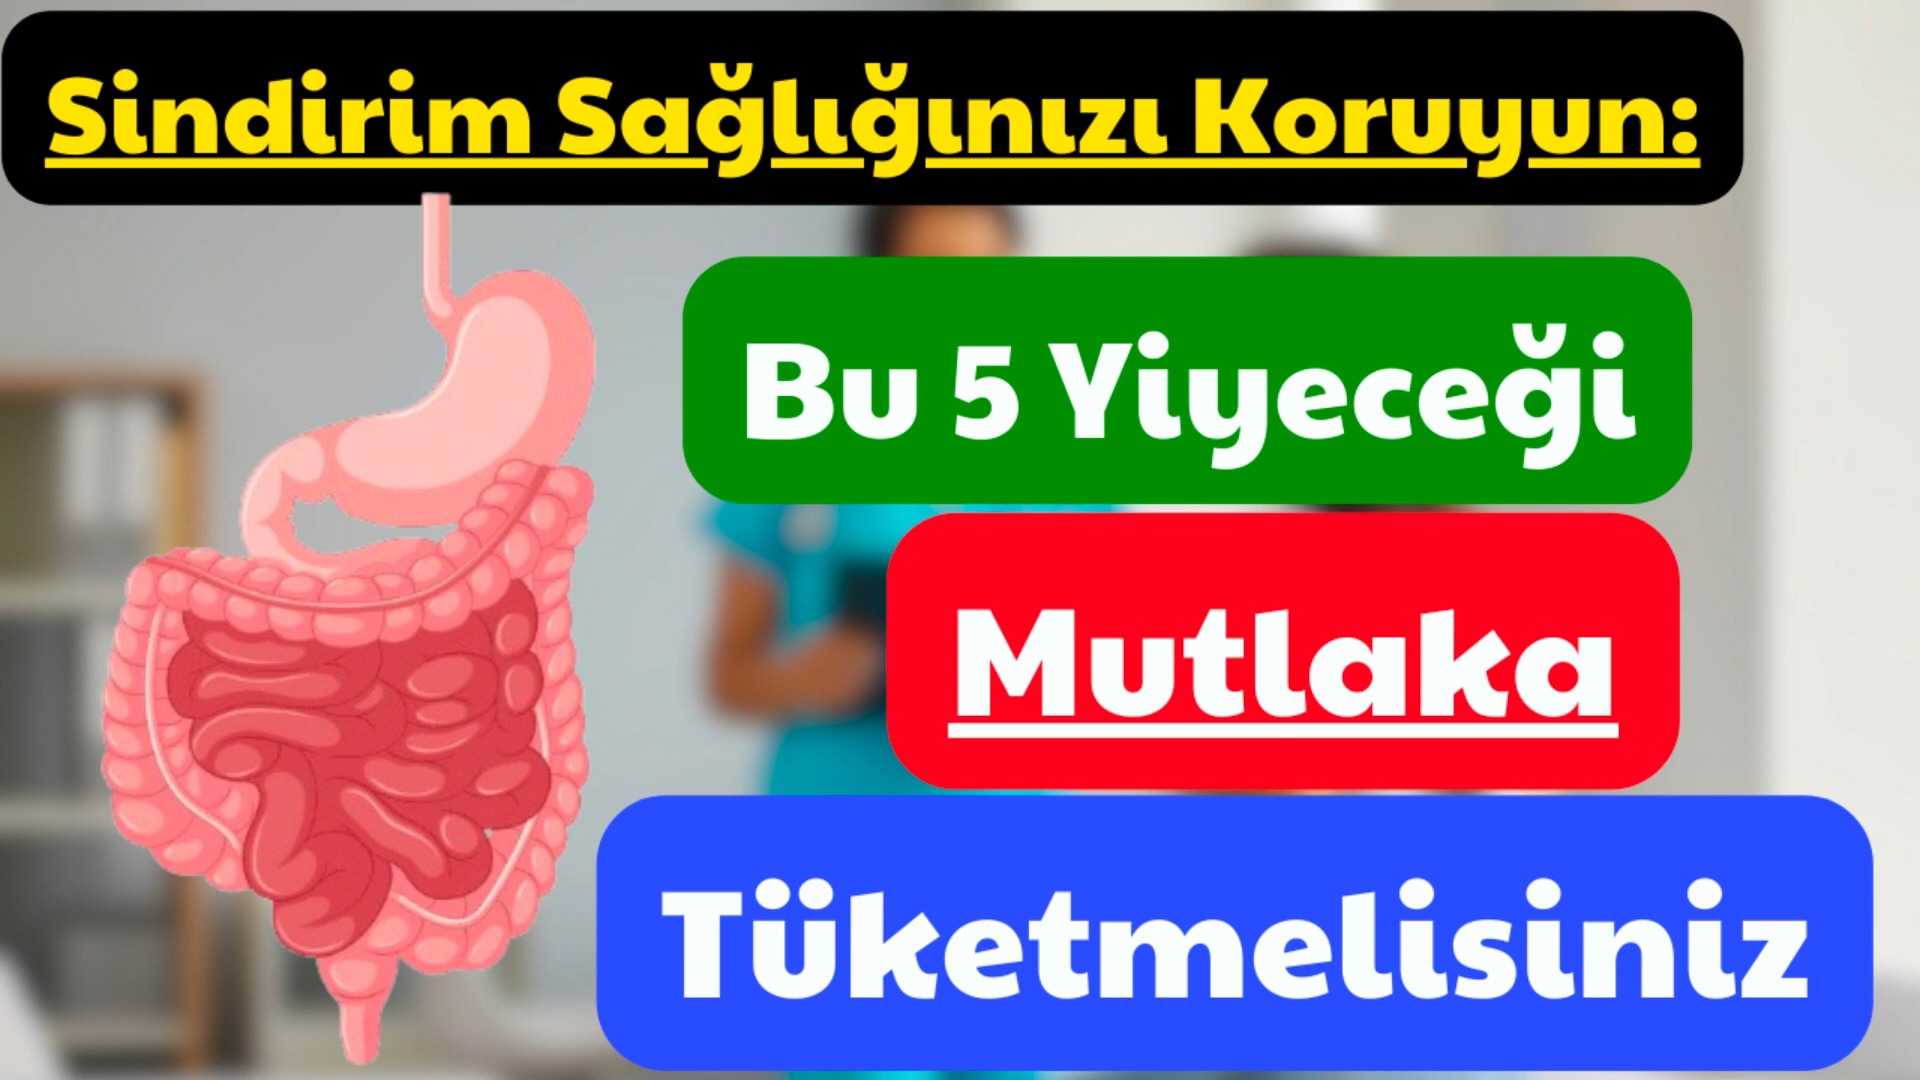 Sindirim Sağlığınızı Koruyun:
Bu 5 Yiyeceği
Mutlaka
Tüketmelisiniz